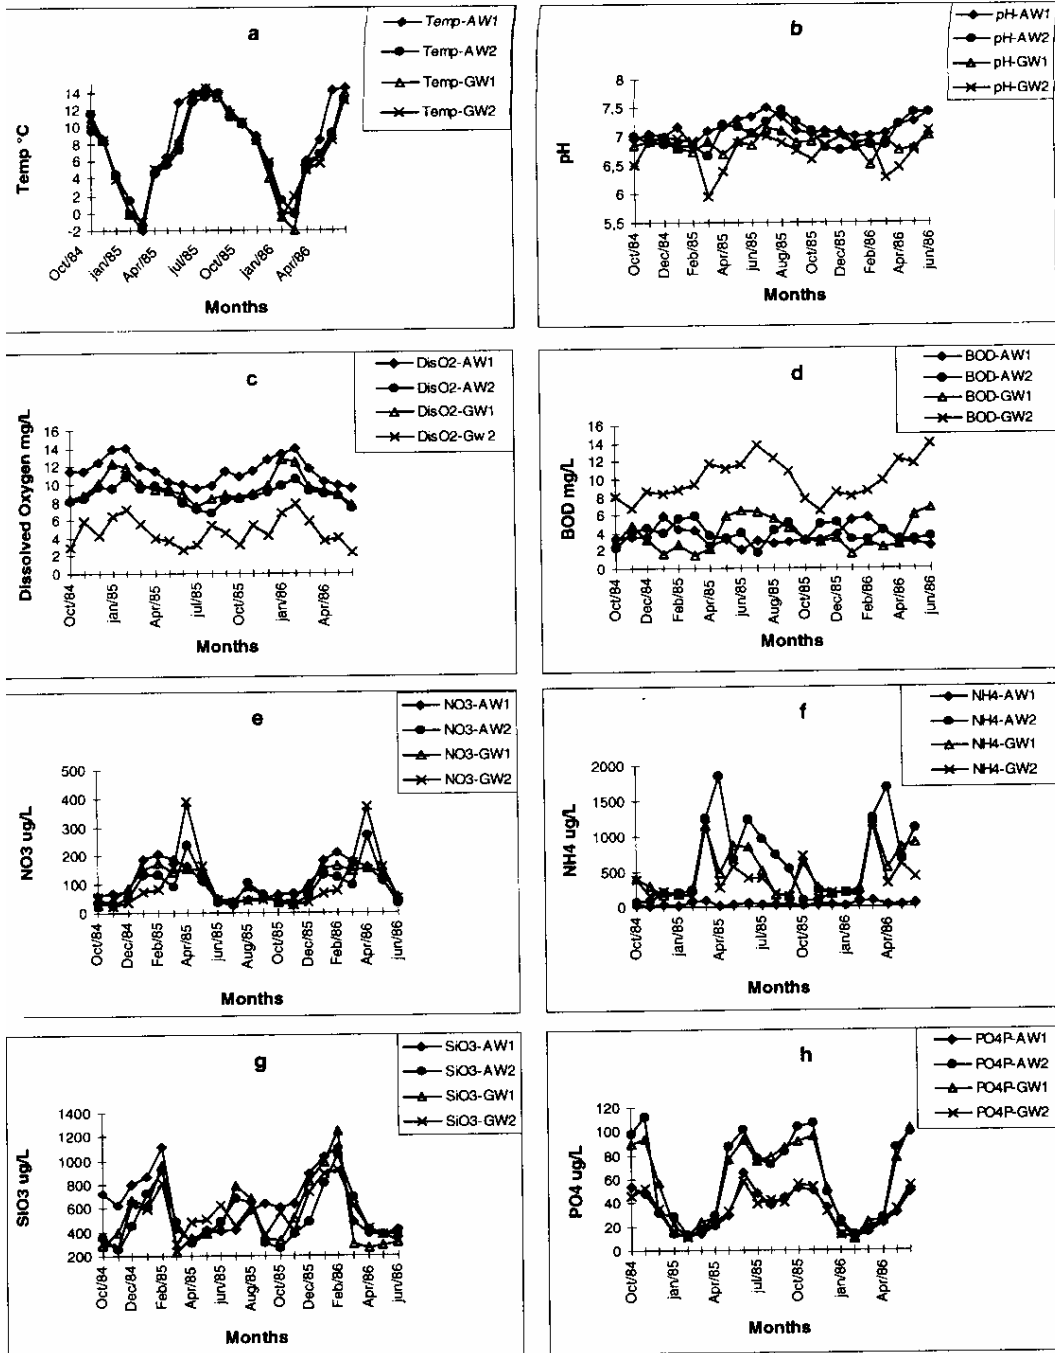 a
Temp-AW1
Temp-AW2
Temp-GW1
Temp-GW2
Temp °C
14
12
10
8
6
4
2
0
-2
Oct/84
jan/85
Apr/85
jul/85
Oct/85
jan/86
Apr/86
Months
b
pH-AW1
pH-AW2
pH-GW1
pH-GW2
pH
8
7,5
7
6,5
6
5,5
Oct/84
Dec/84
Feb/85
Apr/85
jun/85
Aug/85
Oct/85
Dec/85
Feb/86
Apr/86
jun/86
Months
c
DisO2-AW1
DisO2-AW2
DisO2-GW1
DisO2-Gw2
Dissolved Oxygen mg/L
16
14
12
10
8
6
4
2
0
Oct/84
jan/85
Apr/85
jul/85
Oct/85
jan/86
Apr/86
Months
d
BOD-AW1
BOD-AW2
BOD-GW1
BOD-GW2
BOD mg/L
16
14
12
10
8
6
4
2
0
Oct/84
Dec/84
Feb/85
Apr/85
jun/85
Aug/85
Oct/85
Dec/85
Feb/86
Apr/86
jun/86
Months
e
NO3-AW1
NO3-AW2
NO3-GW1
NO3-GW2
NO3 ug/L
500
400
300
200
100
0
Oct/84
Dec/84
Feb/85
Apr/85
jun/85
Aug/85
Oct/85
Dec/85
Feb/86
Apr/86
jun/86
Months
f
NH4-AW1
NH4-AW2
NH4-GW1
NH4-GW2
NH4 ug/L
2000
1500
1000
500
0
Oct/84
jan/85
Apr/85
jul/85
Oct/85
jan/86
Apr/86
Months
g
SiO3-AW1
SiO3-AW2
SiO3-GW1
SiO3-GW2
SiO3 ug/L
1400
1200
1000
800
600
400
200
Oct/84
Dec/84
Feb/85
Apr/85
jun/85
Aug/85
Oct/85
Dec/85
Feb/86
Apr/86
jun/86
Months
h
PO4P-AW1
PO4P-AW2
PO4P-GW1
PO4P-GW2
PO4 ug/L
120
100
80
60
40
20
0
Oct/84
jan/85
Apr/85
jul/85
Oct/85
jan/86
Apr/86
Months